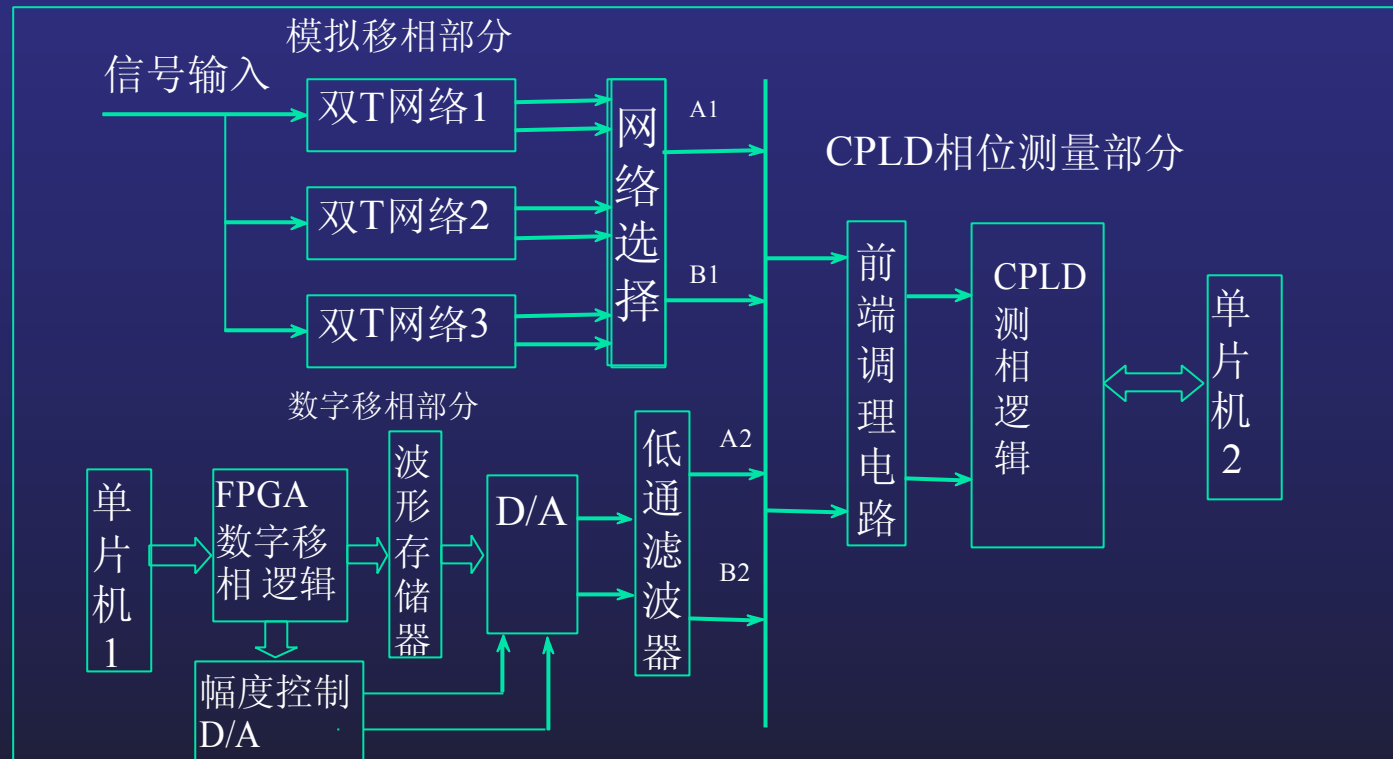 模拟移相部分
信号输入
双T网络1
双T网络2
双T网络3
网络选择
A1
B1
CPLD相位测量部分
前端调理电路
CPLD
测相逻辑
单片机2
数字移相部分
单片机1
FPGA
数字移
相 逻辑
波形存储器
D/A
低通滤波器
A2
B2
幅度控制
D/A